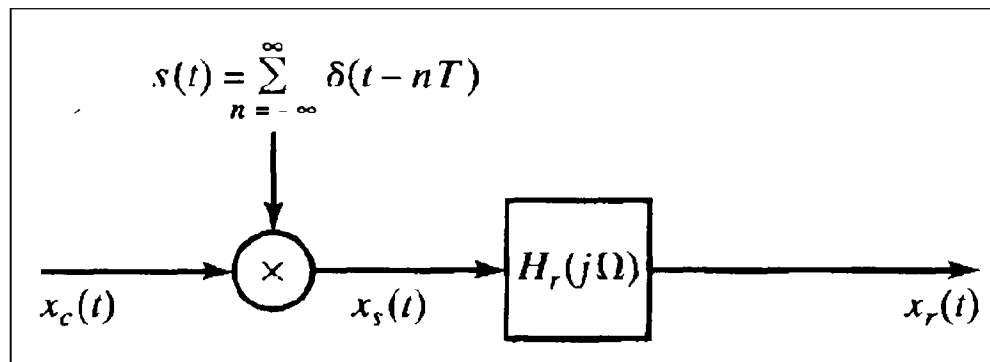 s(t) = ∞∑n = - ∞ δ(t − nT)
×
H_r(jΩ)
x_c(t)
x_s(t)
x_r(t)